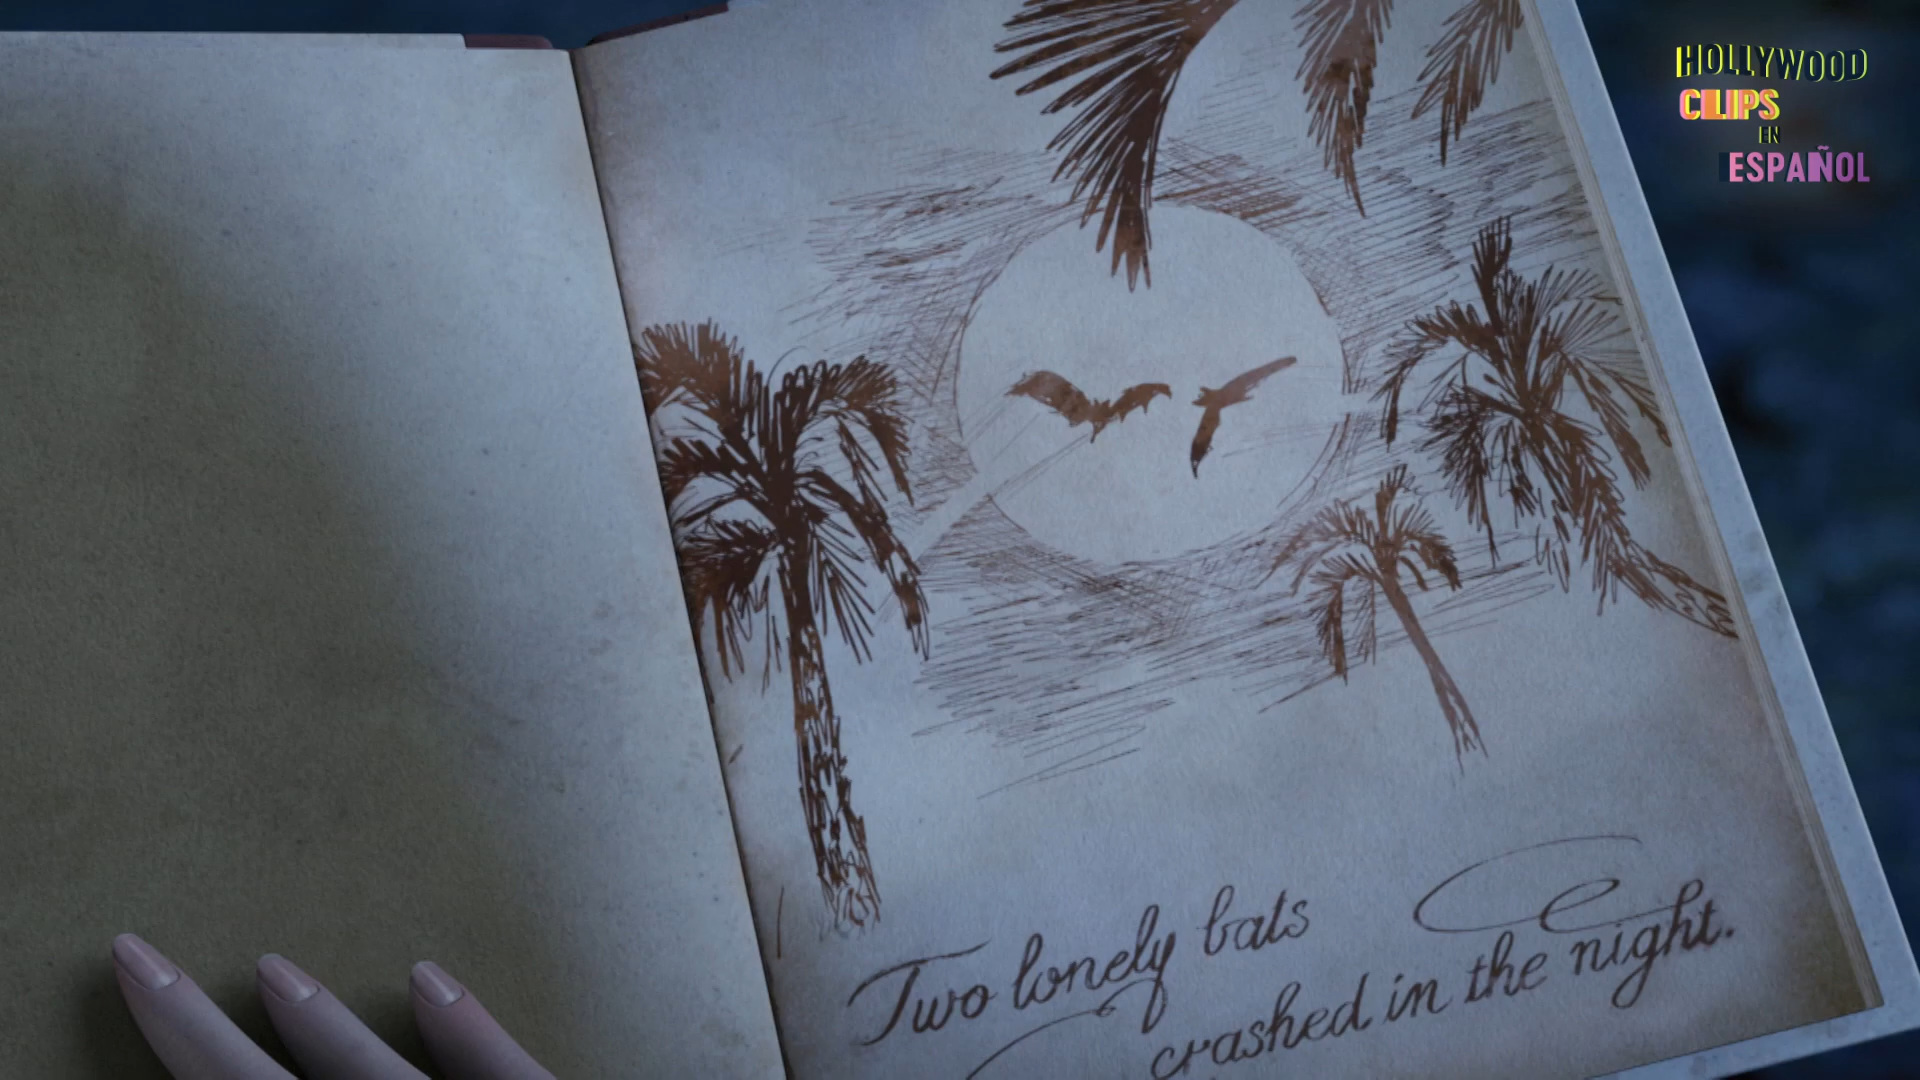 HOLLYWOOD
CLIPS
EN
ESPAÑOL
Two lonely bats
crashed in the night.